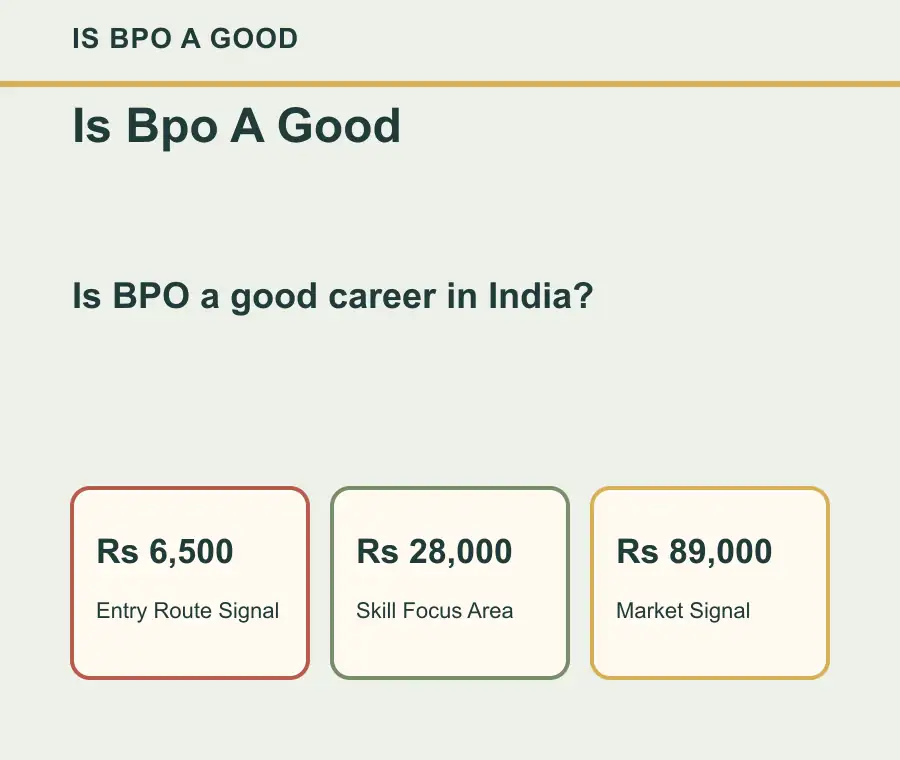 IS BPO A GOOD
Is Bpo A Good
Is BPO a good career in India?
Rs 6,500
Entry Route Signal
Rs 28,000
Skill Focus Area
Rs 89,000
Market Signal